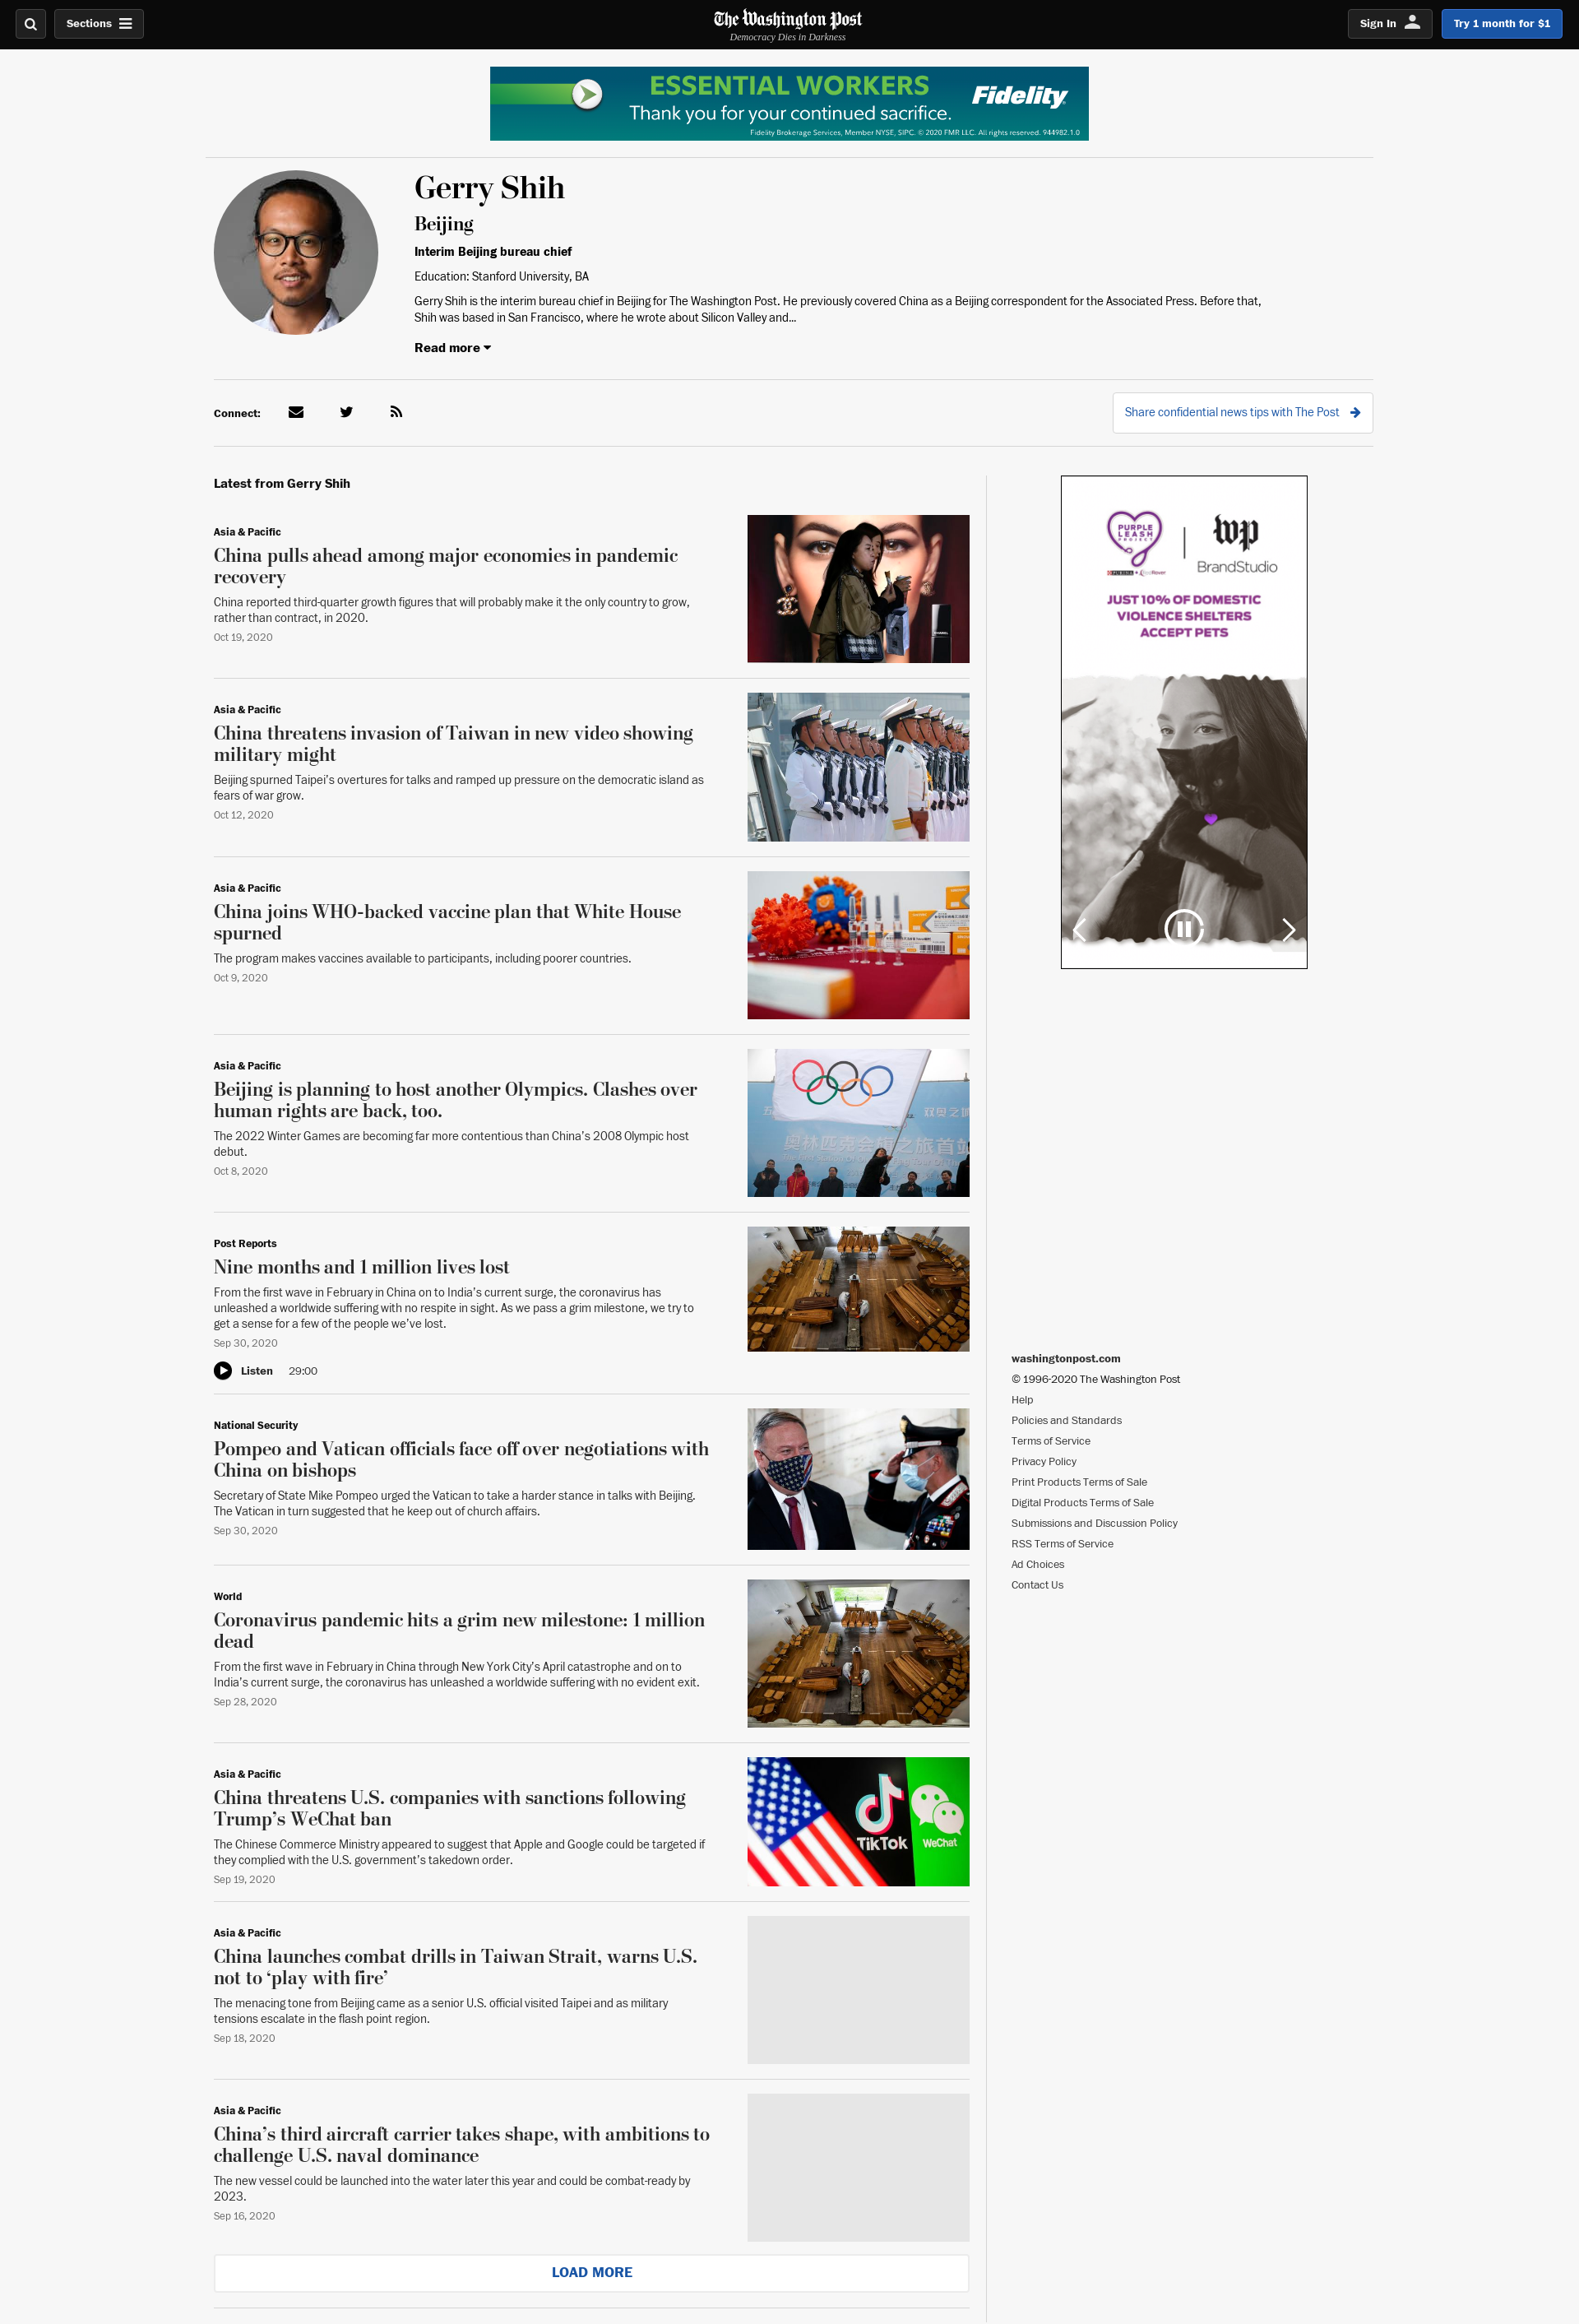 Sections
The Washington Post
Democracy Dies in Darkness
Sign In
Try 1 month for $1
ESSENTIAL WORKERS
Thank you for your continued sacrifice.
Fidelity
Fidelity Brokerage Services, Member NYSE, SIPC. © 2020 FMR LLC. All rights reserved. 944982.1.0
Gerry Shih
Beijing
Interim Beijing bureau chief
Education: Stanford University, BA
Gerry Shih is the interim bureau chief in Beijing for The Washington Post. He previously covered China as a Beijing correspondent for the Associated Press. Before that,
Shih was based in San Francisco, where he wrote about Silicon Valley and...
Read more
Connect:
Share confidential news tips with The Post
Latest from Gerry Shih
Asia & Pacific
China pulls ahead among major economies in pandemic
recovery
China reported third-quarter growth figures that will probably make it the only country to grow,
rather than contract, in 2020.
Oct 19, 2020
Asia & Pacific
China threatens invasion of Taiwan in new video showing
military might
Beijing spurned Taipei's overtures for talks and ramped up pressure on the democratic island as
fears of war grow.
Oct 12, 2020
Asia & Pacific
China joins WHO-backed vaccine plan that White House
spurned
The program makes vaccines available to participants, including poorer countries.
Oct 9, 2020
Asia & Pacific
Beijing is planning to host another Olympics. Clashes over
human rights are back, too.
The 2022 Winter Games are becoming far more contentious than China's 2008 Olympic host
debut.
Oct 8, 2020
双奥之城
奥林匹克会旗之旅首站
Post Reports
Nine months and 1 million lives lost
From the first wave in February in China on to India's current surge, the coronavirus has
unleashed a worldwide suffering with no respite in sight. As we pass a grim milestone, we try to
get a sense for a few of the people we've lost.
Sep 30, 2020
Listen 29:00
National Security
Pompeo and Vatican officials face off over negotiations with
China on bishops
Secretary of State Mike Pompeo urged the Vatican to take a harder stance in talks with Beijing.
The Vatican in turn suggested that he keep out of church affairs.
Sep 30, 2020
World
Coronavirus pandemic hits a grim new milestone: 1 million
dead
From the first wave in February in China through New York City's April catastrophe and on to
India's current surge, the coronavirus has unleashed a worldwide suffering with no evident exit.
Sep 28, 2020
Asia & Pacific
China threatens U.S. companies with sanctions following
Trump's WeChat ban
The Chinese Commerce Ministry appeared to suggest that Apple and Google could be targeted if
they complied with the U.S. government's takedown order.
Sep 19, 2020
TikTok
WeChat
Asia & Pacific
China launches combat drills in Taiwan Strait, warns U.S.
not to ‘play with fire’
The menacing tone from Beijing came as a senior U.S. official visited Taipei and as military
tensions escalate in the flash point region.
Sep 18, 2020
Asia & Pacific
China's third aircraft carrier takes shape, with ambitions to
challenge U.S. naval dominance
The new vessel could be launched into the water later this year and could be combat-ready by
2023.
Sep 16, 2020
LOAD MORE
PURPLE
LEASH
PROJECT
PURINA
wp
BrandStudio
JUST 10% OF DOMESTIC
VIOLENCE SHELTERS
ACCEPT PETS
washingtonpost.com
© 1996-2020 The Washington Post
Help
Policies and Standards
Terms of Service
Privacy Policy
Print Products Terms of Sale
Digital Products Terms of Sale
Submissions and Discussion Policy
RSS Terms of Service
Ad Choices
Contact Us